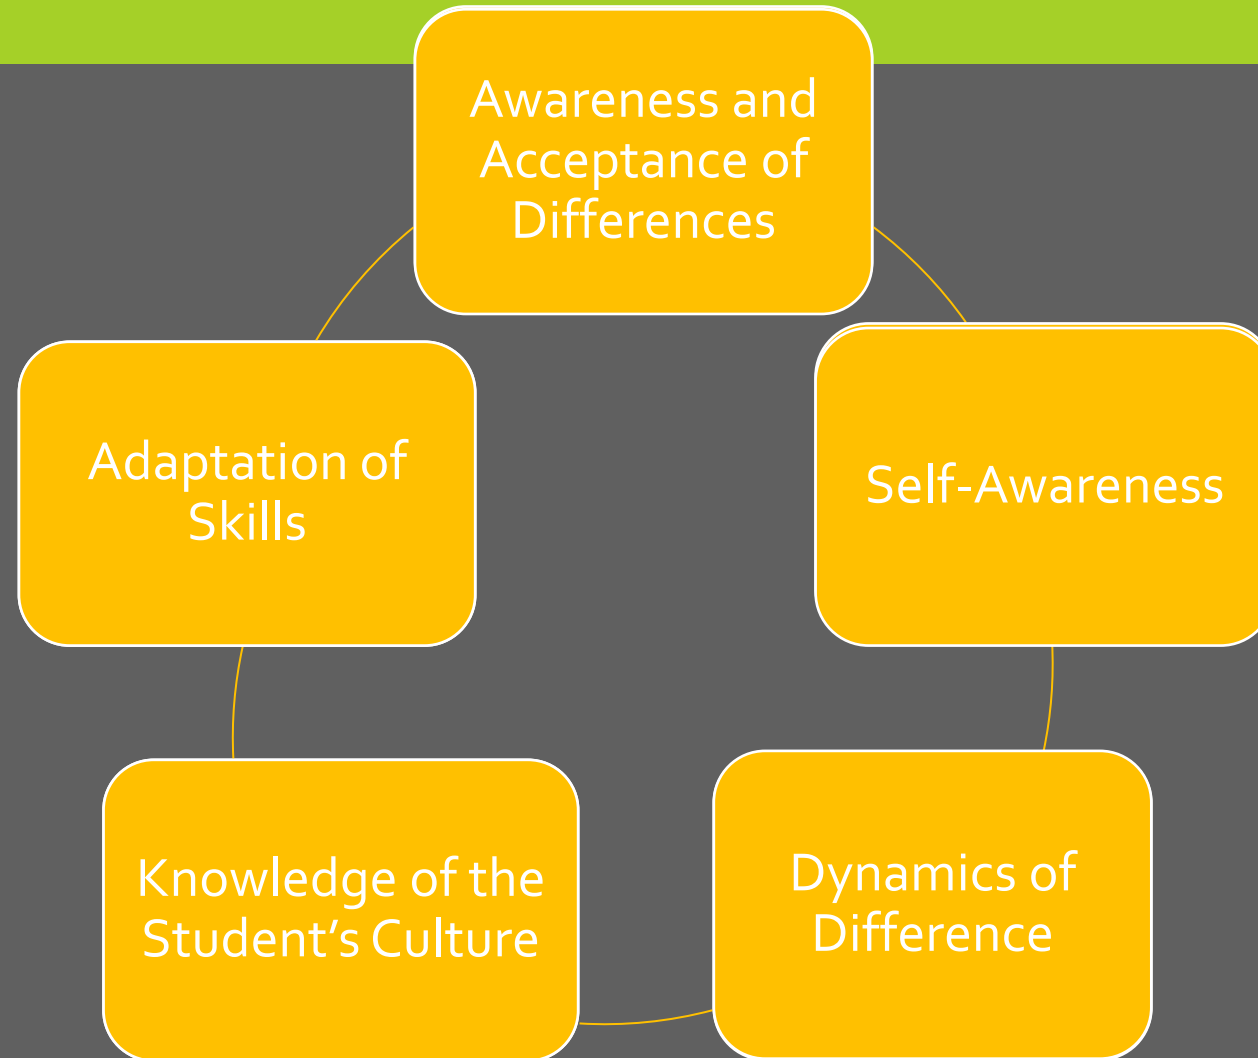 Awareness and
Acceptance of
Differences
Self-Awareness
Dynamics of
Difference
Knowledge of the
Student’s Culture
Adaptation of
Skills